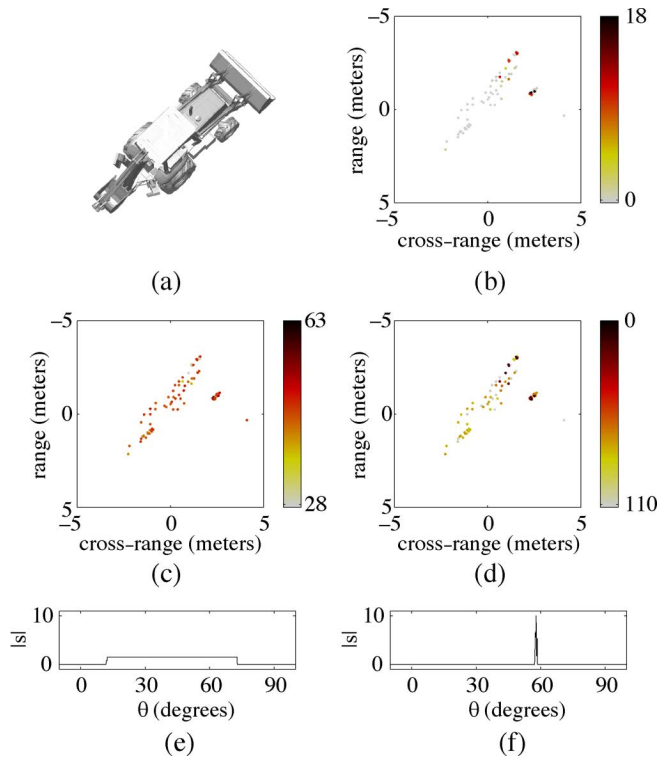 (a)
−5
0
5
range (meters)
−5
0
5
cross−range (meters)
18
0
(b)
−5
0
5
range (meters)
−5
0
5
cross−range (meters)
63
28
(c)
−5
0
5
range (meters)
−5
0
5
cross−range (meters)
0
110
(d)
10
0
|s|
0
30
60
90
θ (degrees)
(e)
10
0
|s|
0
30
60
90
θ (degrees)
(f)